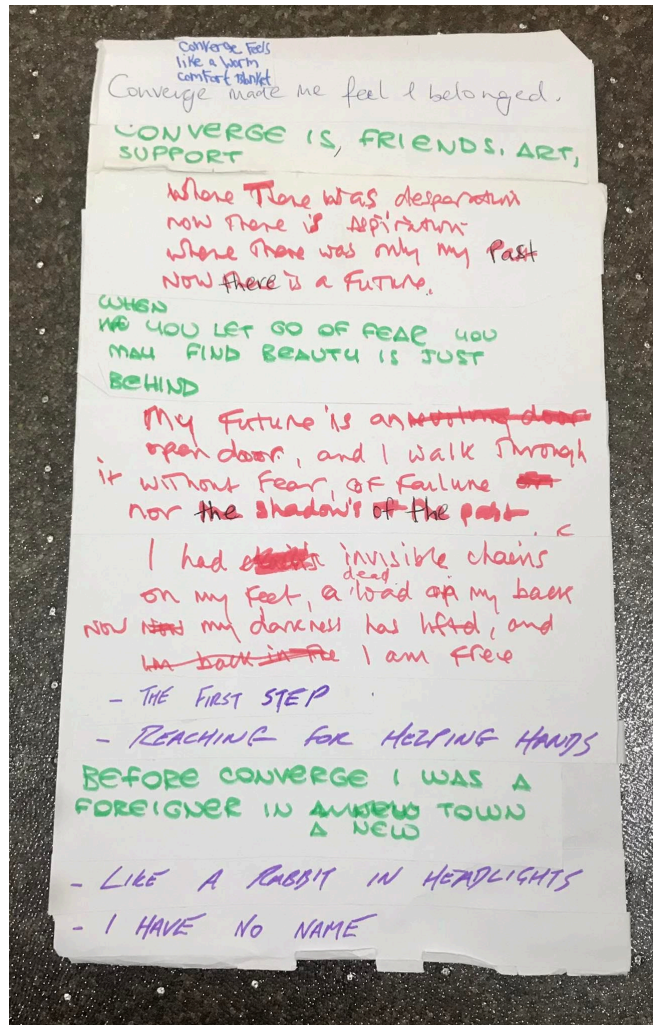 Converge Feels
like a warm
comfort blanket
Converge made me feel I belonged.
CONVERGE IS, FRIENDS. ART,
SUPPORT
where There was desperation
now there is Aspiration
where there was only my Past
NOW there is a Future.
WHEN
YOU LET GO OF FEAR YOU
MAY FIND BEAUTY IS JUST
BEHIND
My Future is an
open door, and I walk through
it without Fear, of Failure
nor the shadow's of the past
I had invisible chains
dead
on my feet, a load on my back
NOW my darkness has lifted, and
I am free
- THE FIRST STEP
- REACHING FOR HELPING HANDS
BEFORE CONVERGE I WAS A
FOREIGNER IN TOWN
A NEW
- LIKE A RABBIT IN HEADLIGHTS
- I HAVE NO NAME